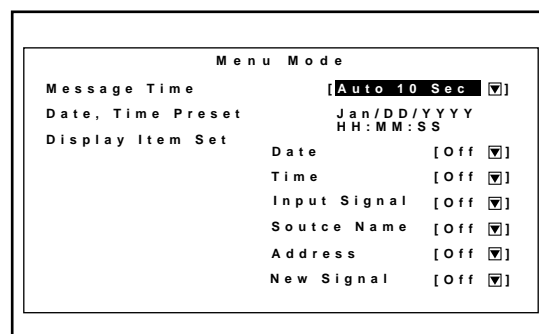 Menu Mode
Message Time [Auto 10 Sec ▼]
Date, Time Preset Jan/DD/YYYY
HH:MM:SS
Display Item Set
Date [Off ▼]
Time [Off ▼]
Input Signal [Off ▼]
Soutce Name [Off ▼]
Address [Off ▼]
New Signal [Off ▼]